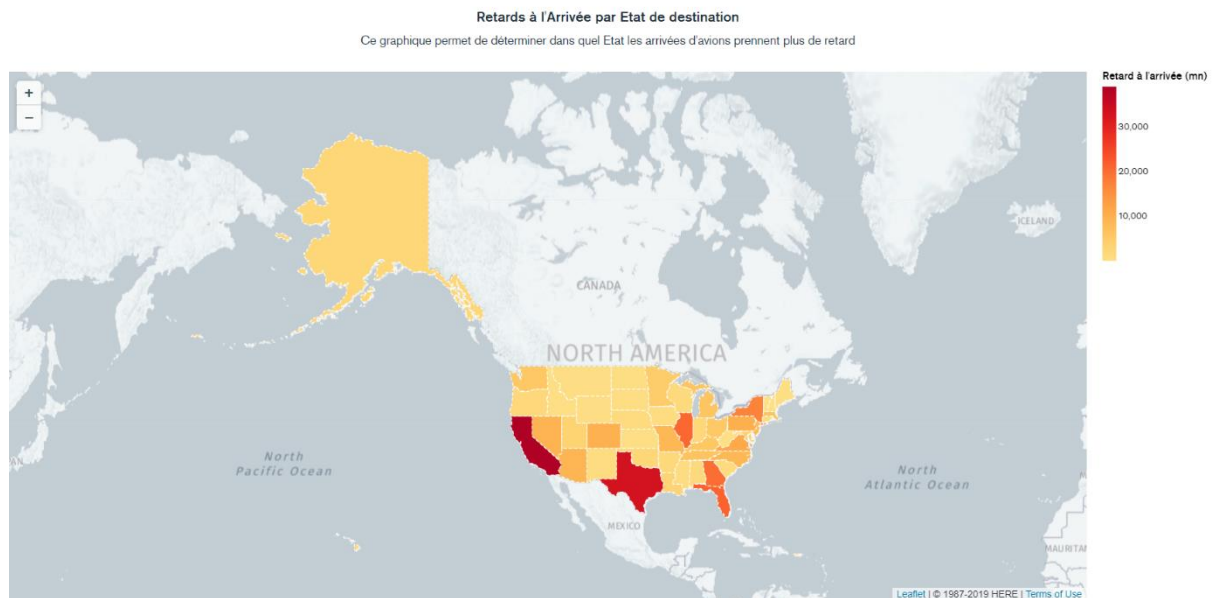 Retards à l'Arrivée par Etat de destination
Ce graphique permet de déterminer dans quel Etat les arrivées d'avions prennent plus de retard
Retard à l'arrivée (mn)
+
−
30,000
20,000
10,000
ICELAND
CANADA
NORTH AMERICA
North
Pacific Ocean
North
Atlantic Ocean
MEXICO
MAURITAN
Leaflet | © 1987-2019 HERE | Terms of Use